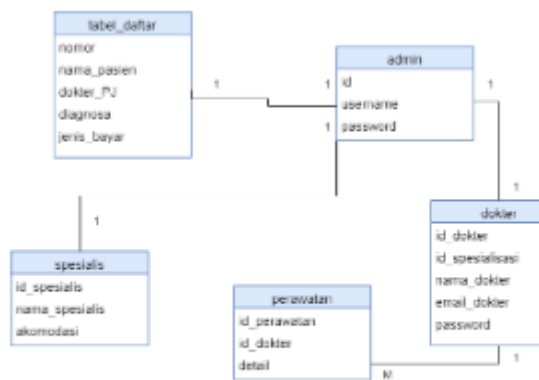 tabel_daftar
nomor
nama_pasien
dokter_PJ
diagnosa
jenis_bayar
1
1
admin
id
username
password
1
1
1
1
dokter
id_dokter
id_spesialisasi
nama_dokter
email_dokter
password
spesialis
id_spesialis
nama_spesialis
akomodasi
perawatan
id_perawatan
id_dokter
detail
M
1